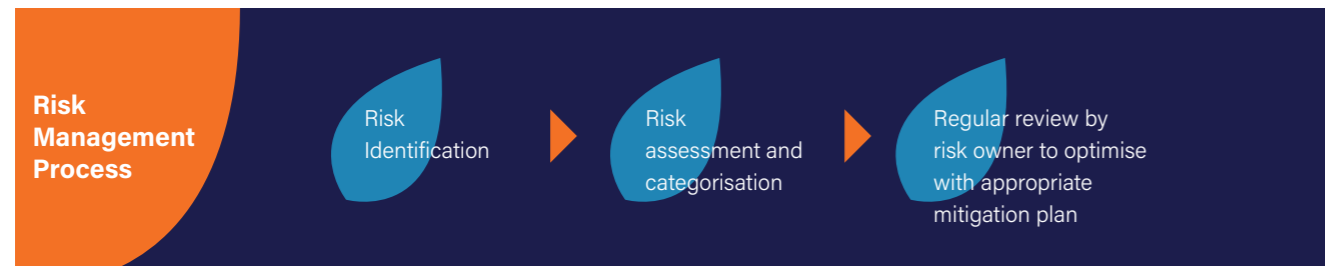 Risk
Management
Process
Risk
Identification
Risk
assessment and
categorisation
Regular review by
risk owner to optimise
with appropriate
mitigation plan